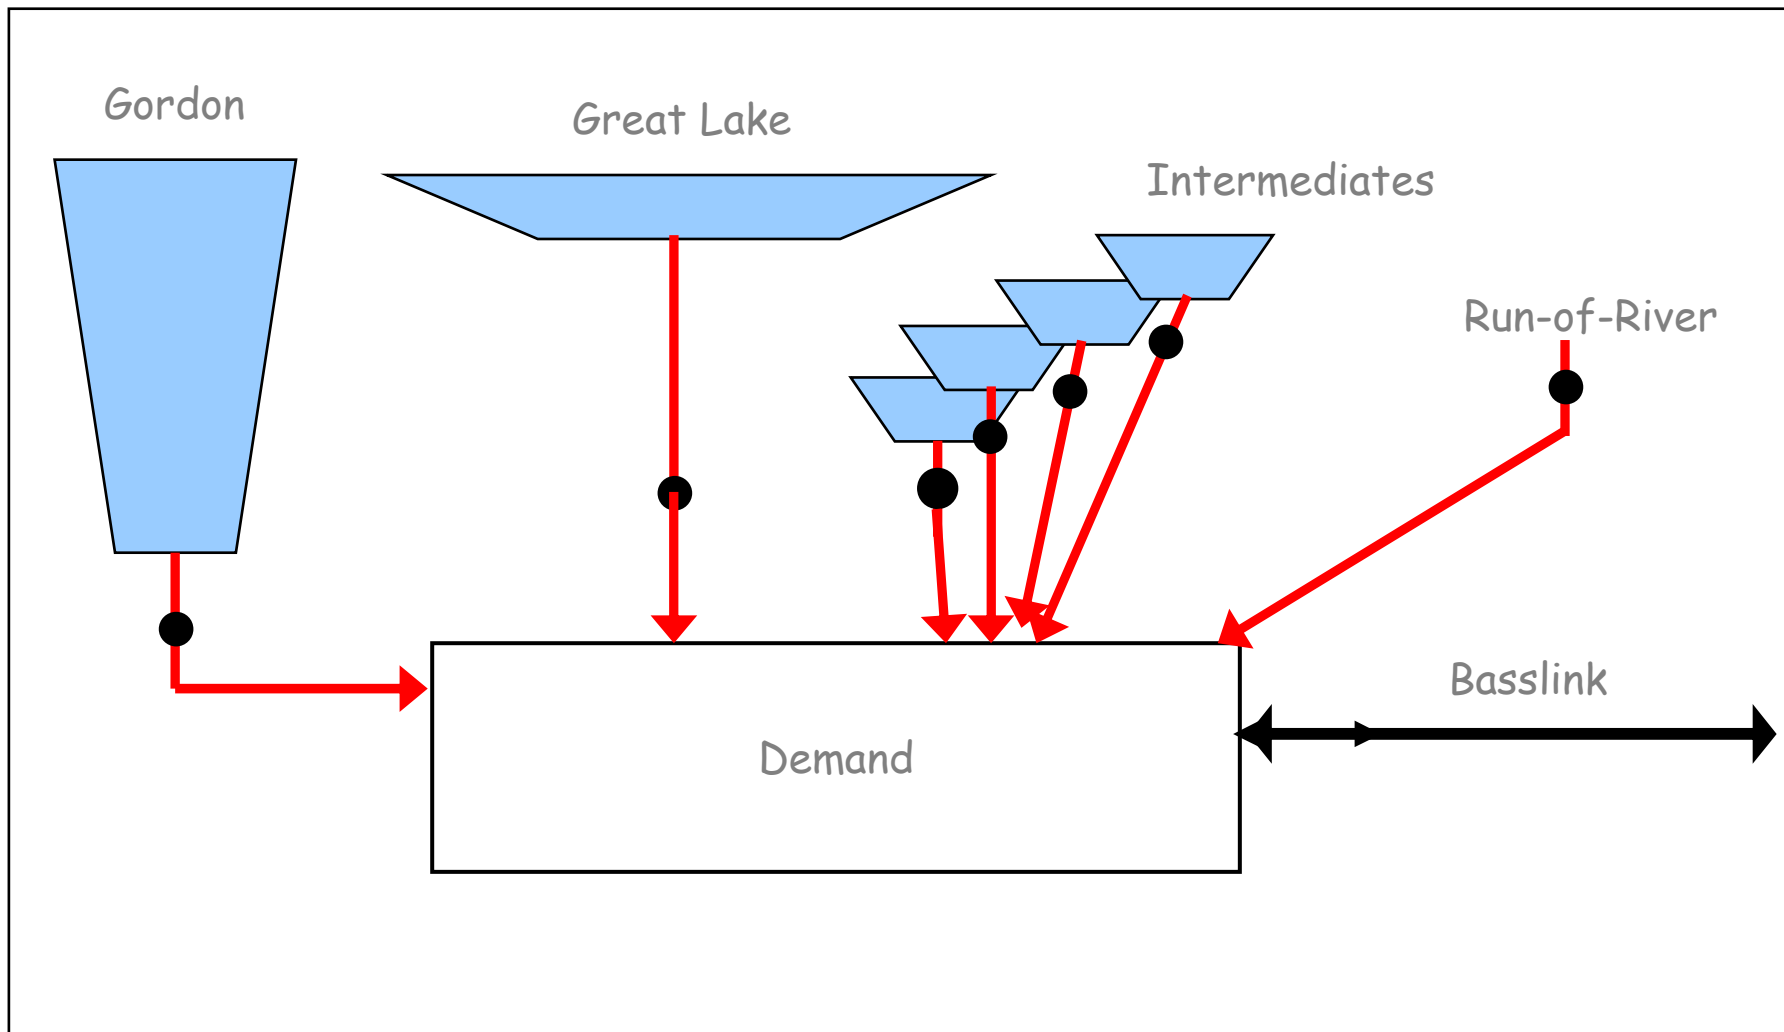 Gordon
Great Lake
Intermediates
Run-of-River
Basslink
Demand